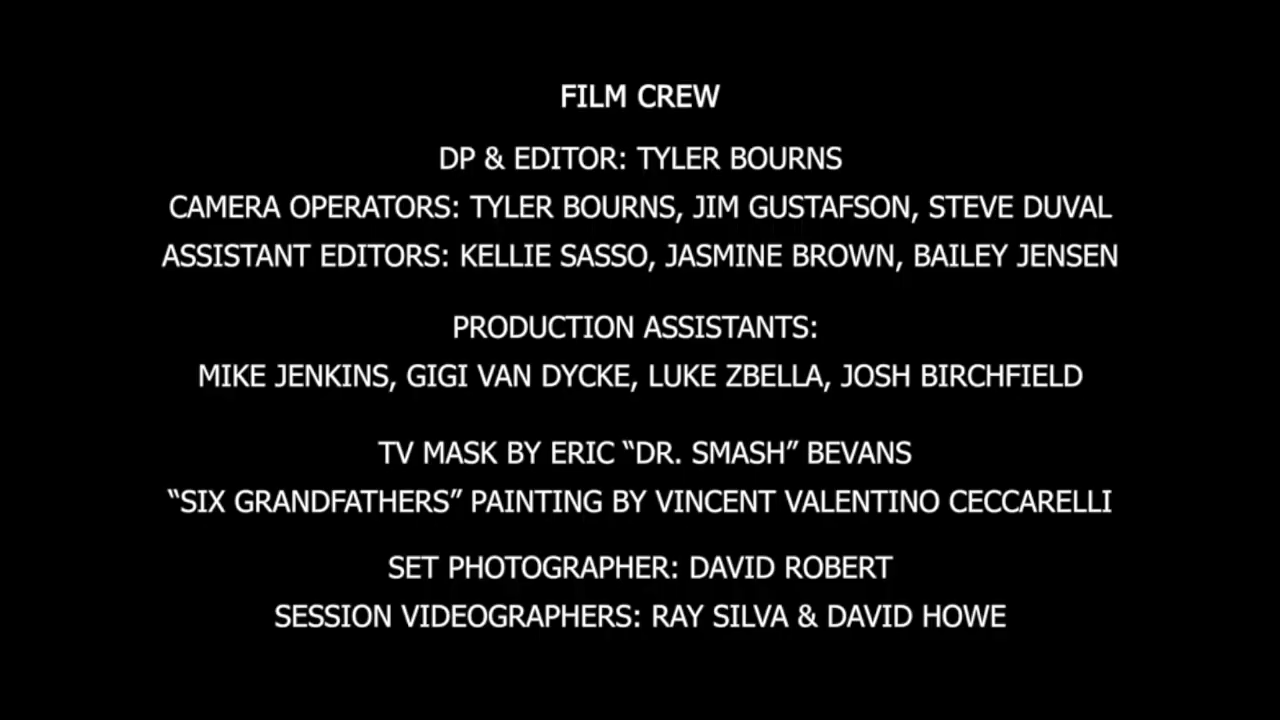 FILM CREW
DP & EDITOR: TYLER BOURNS
CAMERA OPERATORS: TYLER BOURNS, JIM GUSTAFSON, STEVE DUVAL
ASSISTANT EDITORS: KELLIE SASSO, JASMINE BROWN, BAILEY JENSEN
PRODUCTION ASSISTANTS:
MIKE JENKINS, GIGI VAN DYCKE, LUKE ZBELLA, JOSH BIRCHFIELD
TV MASK BY ERIC “DR. SMASH” BEVANS
“SIX GRANDFATHERS” PAINTING BY VINCENT VALENTINO CECCARELLI
SET PHOTOGRAPHER: DAVID ROBERT
SESSION VIDEOGRAPHERS: RAY SILVA & DAVID HOWE